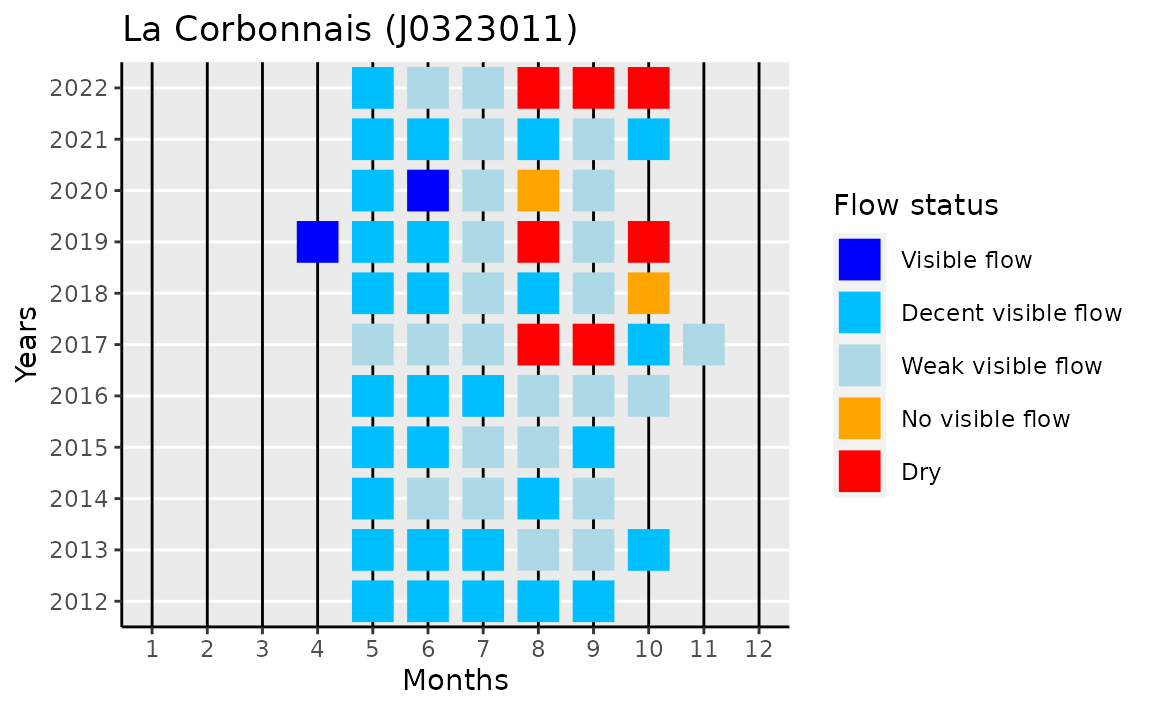 La Corbonnais (J0323011)
2022
2021
2020
2019
2018
2017
2016
2015
2014
2013
2012
Years
1 2 3 4 5 6 7 8 9 10 11 12
Months
Flow status
Visible flow
Decent visible flow
Weak visible flow
No visible flow
Dry